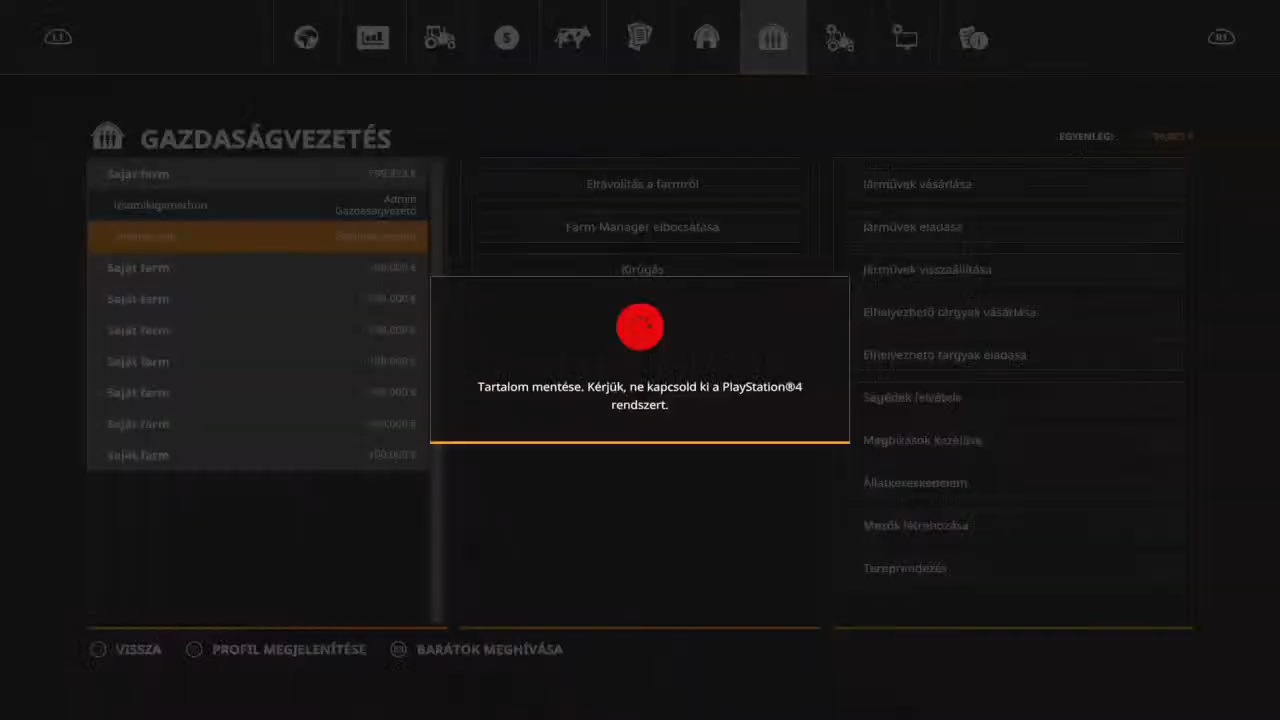 L1
R1
GAZDASÁGVEZETÉS
EGYENLEG:
Saját farm
Admin
Gazdaságvezető
Saját farm
Saját farm
Saját farm
Saját farm
Saját farm
Saját farm
Saját farm
Eltávolítás a farmról
Farm-Manager elbocsátása
Kirúgás
Járművek vásárlása
Járművek eladása
Járművek visszaállítása
Elhelyezhető tárgyak vásárlása
Elhelyezhető tárgyak eladása
Segédek felvétele
Megbízások kezelése
Állatkereskedelem
Mezők létrehozása
Tereprendezés
Tartalom mentése. Kérjük, ne kapcsold ki a PlayStation®4
rendszert.
VISSZA
PROFIL MEGJELENÍTÉSE
BARÁTOK MEGHÍVÁSA